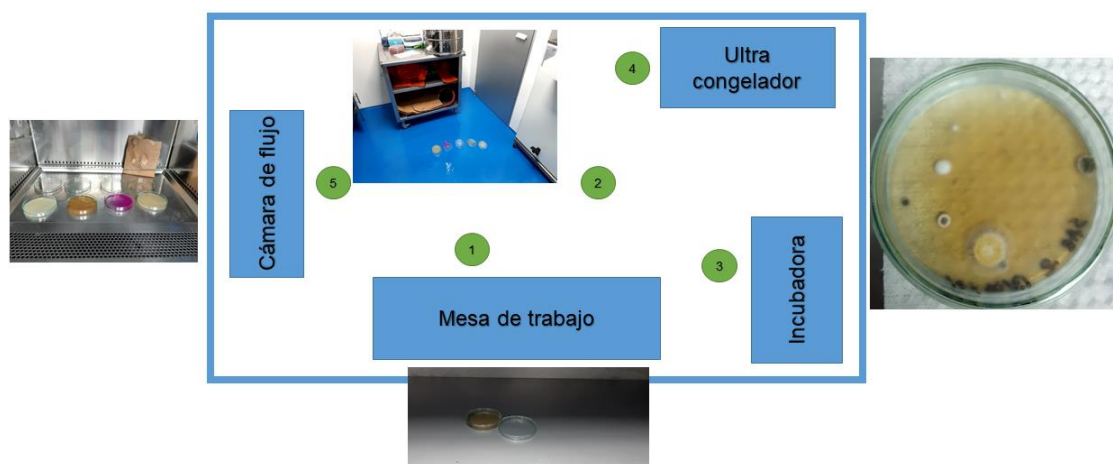 4
Ultra
congelador
Cámara de flujo
5
2
1
3
Mesa de trabajo
Incubadora